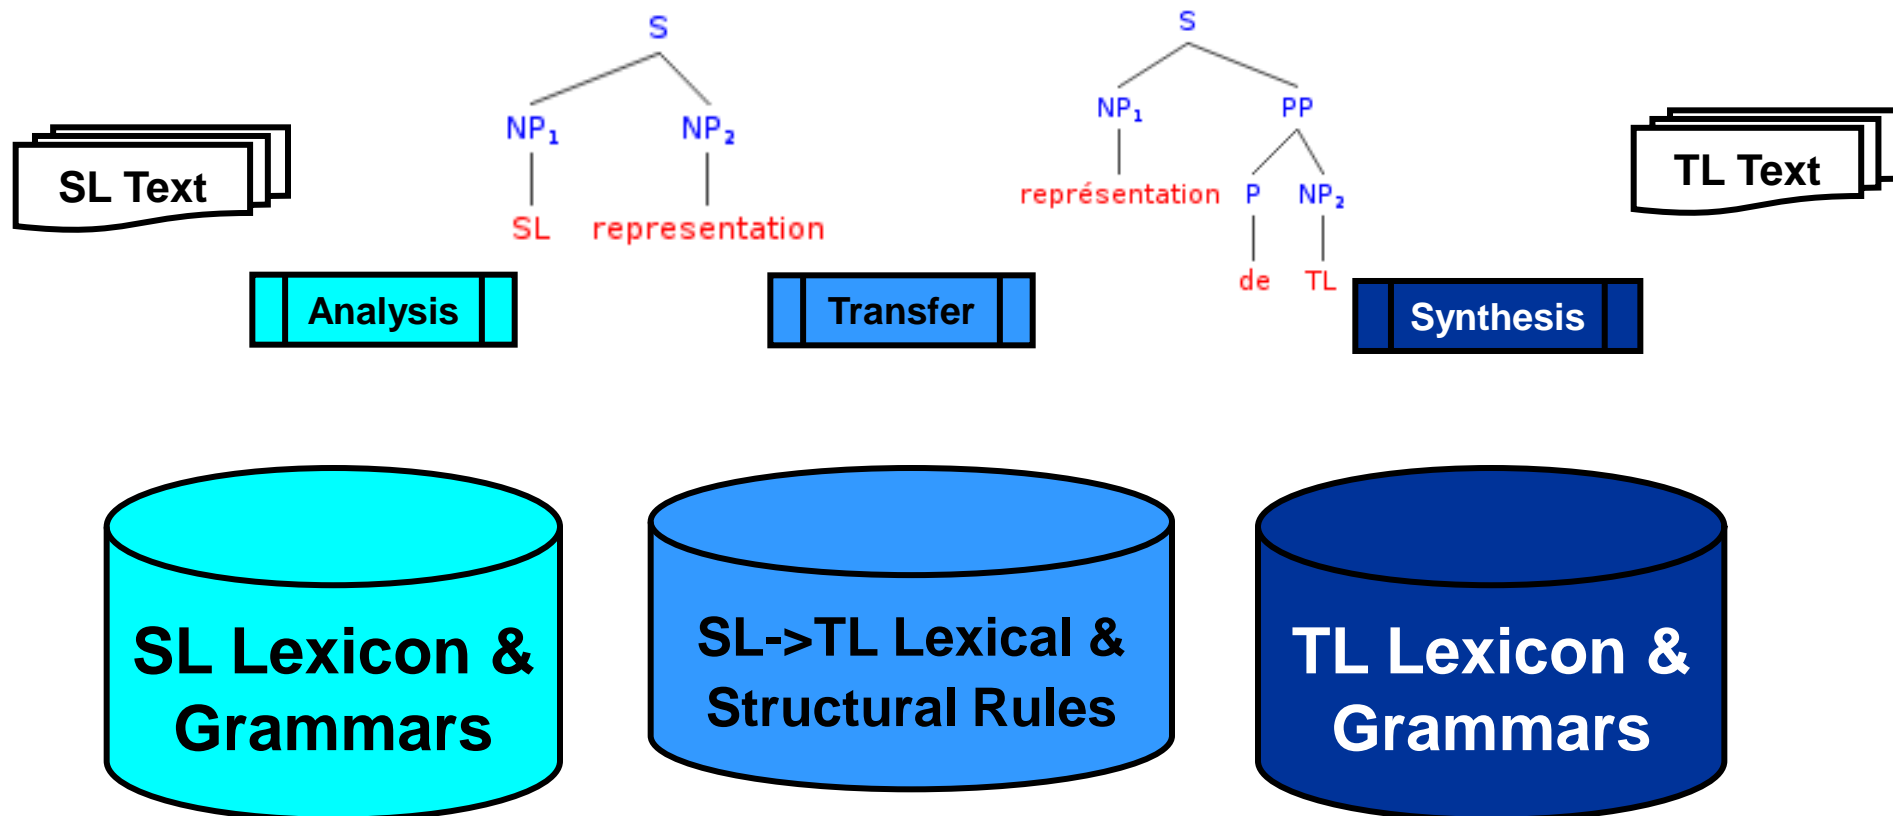 S
NP1 NP2
SL representation
S
NP1 PP
représentation P NP2
de TL
SL Text
TL Text
Analysis
Transfer
Synthesis
SL Lexicon &
Grammars
SL->TL Lexical &
Structural Rules
TL Lexicon &
Grammars